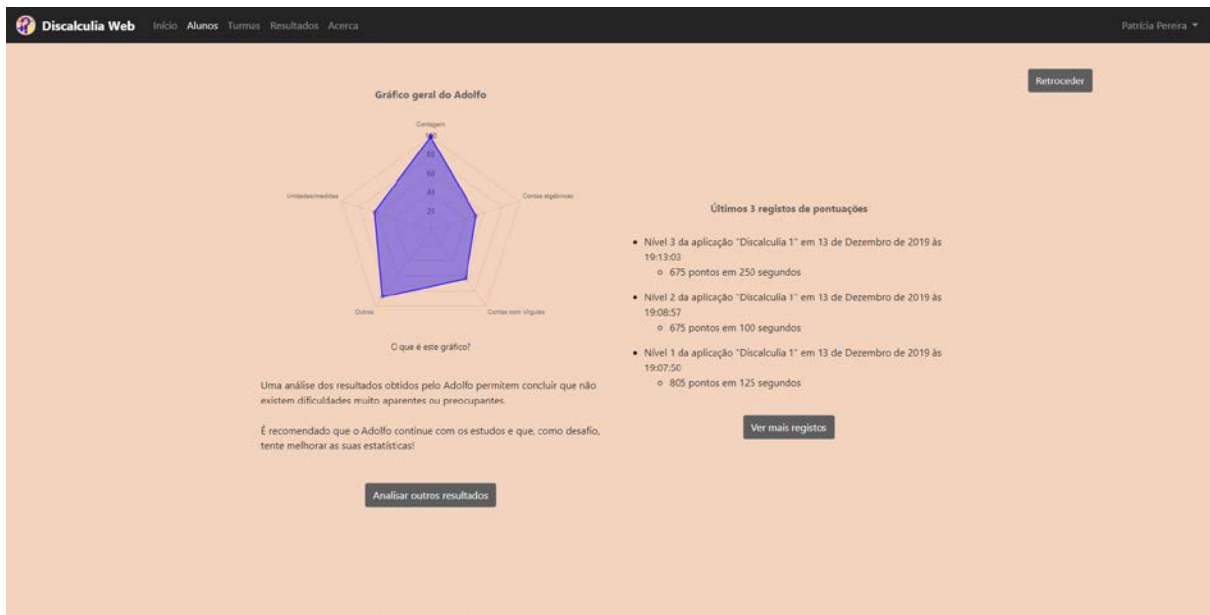 Discalculia Web Início Alunos Turmas Resultados Acerca Patrícia Pereira
Retroceder
Gráfico geral do Adolfo
Contagem
100
80
60
40
20
Unidades/medidas
Contas algébricas
Outros
Contas com vírgulas
O que é este gráfico?
Uma análise dos resultados obtidos pelo Adolfo permitem concluir que não
existem dificuldades muito aparentes ou preocupantes.
É recomendado que o Adolfo continue com os estudos e que, como desafio,
tente melhorar as suas estatísticas!
Analisar outros resultados
Últimos 3 registos de pontuações
Nível 3 da aplicação "Discalculia 1" em 13 de Dezembro de 2019 às
19:13:03
675 pontos em 250 segundos
Nível 2 da aplicação "Discalculia 1" em 13 de Dezembro de 2019 às
19:08:57
675 pontos em 100 segundos
Nível 1 da aplicação "Discalculia 1" em 13 de Dezembro de 2019 às
19:07:50
805 pontos em 125 segundos
Ver mais registos